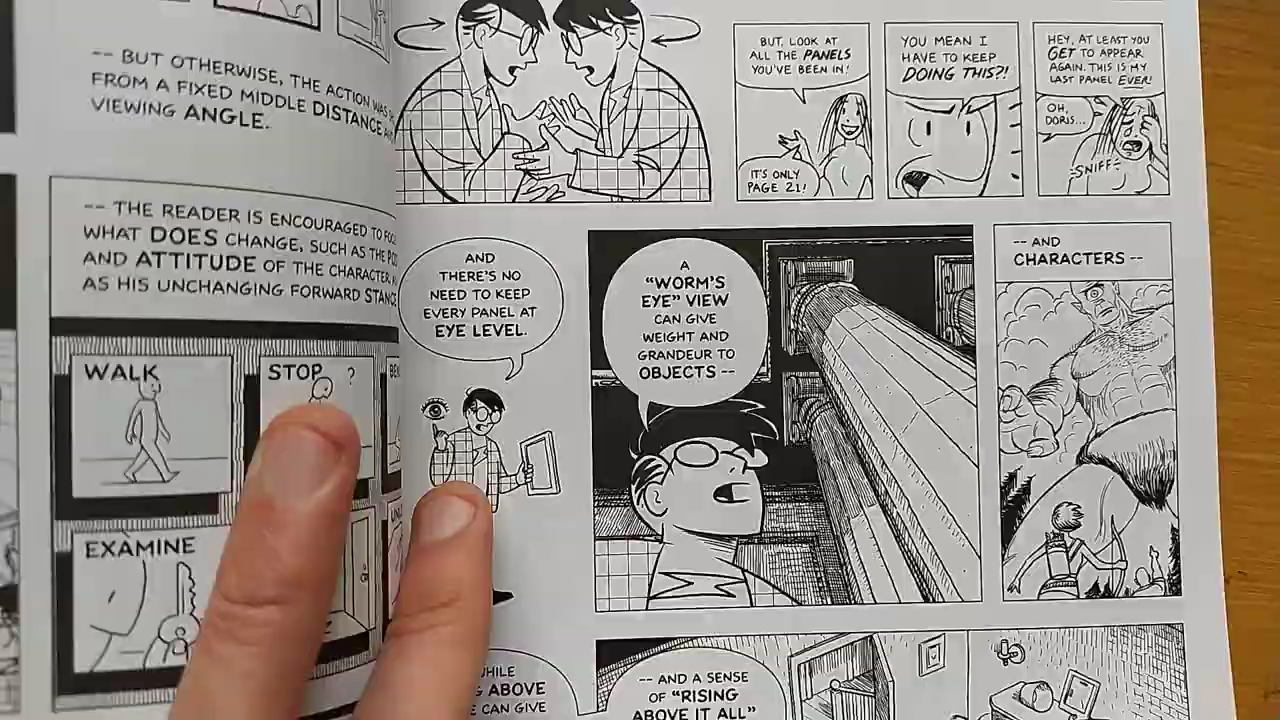 -- BUT OTHERWISE, THE ACTION WAS
FROM A FIXED MIDDLE DISTANCE
VIEWING ANGLE.
-- THE READER IS ENCOURAGED TO
WHAT DOES CHANGE, SUCH AS THE
AND ATTITUDE OF THE CHARACTER,
AS HIS UNCHANGING FORWARD STANCE
WALK
STOP
?
EXAMINE
BUT, LOOK AT
ALL THE PANELS
YOU'VE BEEN IN!
IT'S ONLY
PAGE 21!
YOU MEAN I
HAVE TO KEEP
DOING THIS?!
HEY, AT LEAST YOU
GET TO APPEAR
AGAIN. THIS IS MY
LAST PANEL EVER!
OH,
DORIS...
-SNIFF-
AND
THERE'S NO
NEED TO KEEP
EVERY PANEL AT
EYE LEVEL.
A
"WORM'S
EYE" VIEW
CAN GIVE
WEIGHT AND
GRANDEUR TO
OBJECTS --
-- AND
CHARACTERS --
ABOVE
CAN GIVE
-- AND A SENSE
OF "RISING
ABOVE IT ALL"